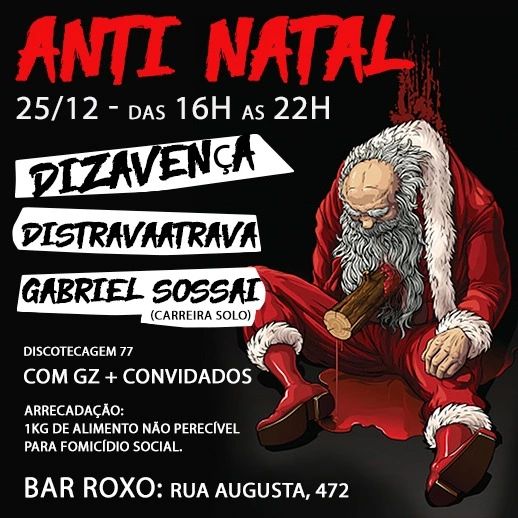 ANTI NATAL
25/12 - DAS 16H AS 22H
DIZAVENÇA
DISTRAVAATRAVA
GABRIEL SOSSAI
(CARREIRA SOLO)
DISCOTECAGEM 77
COM GZ + CONVIDADOS
ARRECADAÇÃO:
1KG DE ALIMENTO NÃO PERECÍVEL
PARA FOMICÍDIO SOCIAL.
BAR ROXO: RUA AUGUSTA, 472